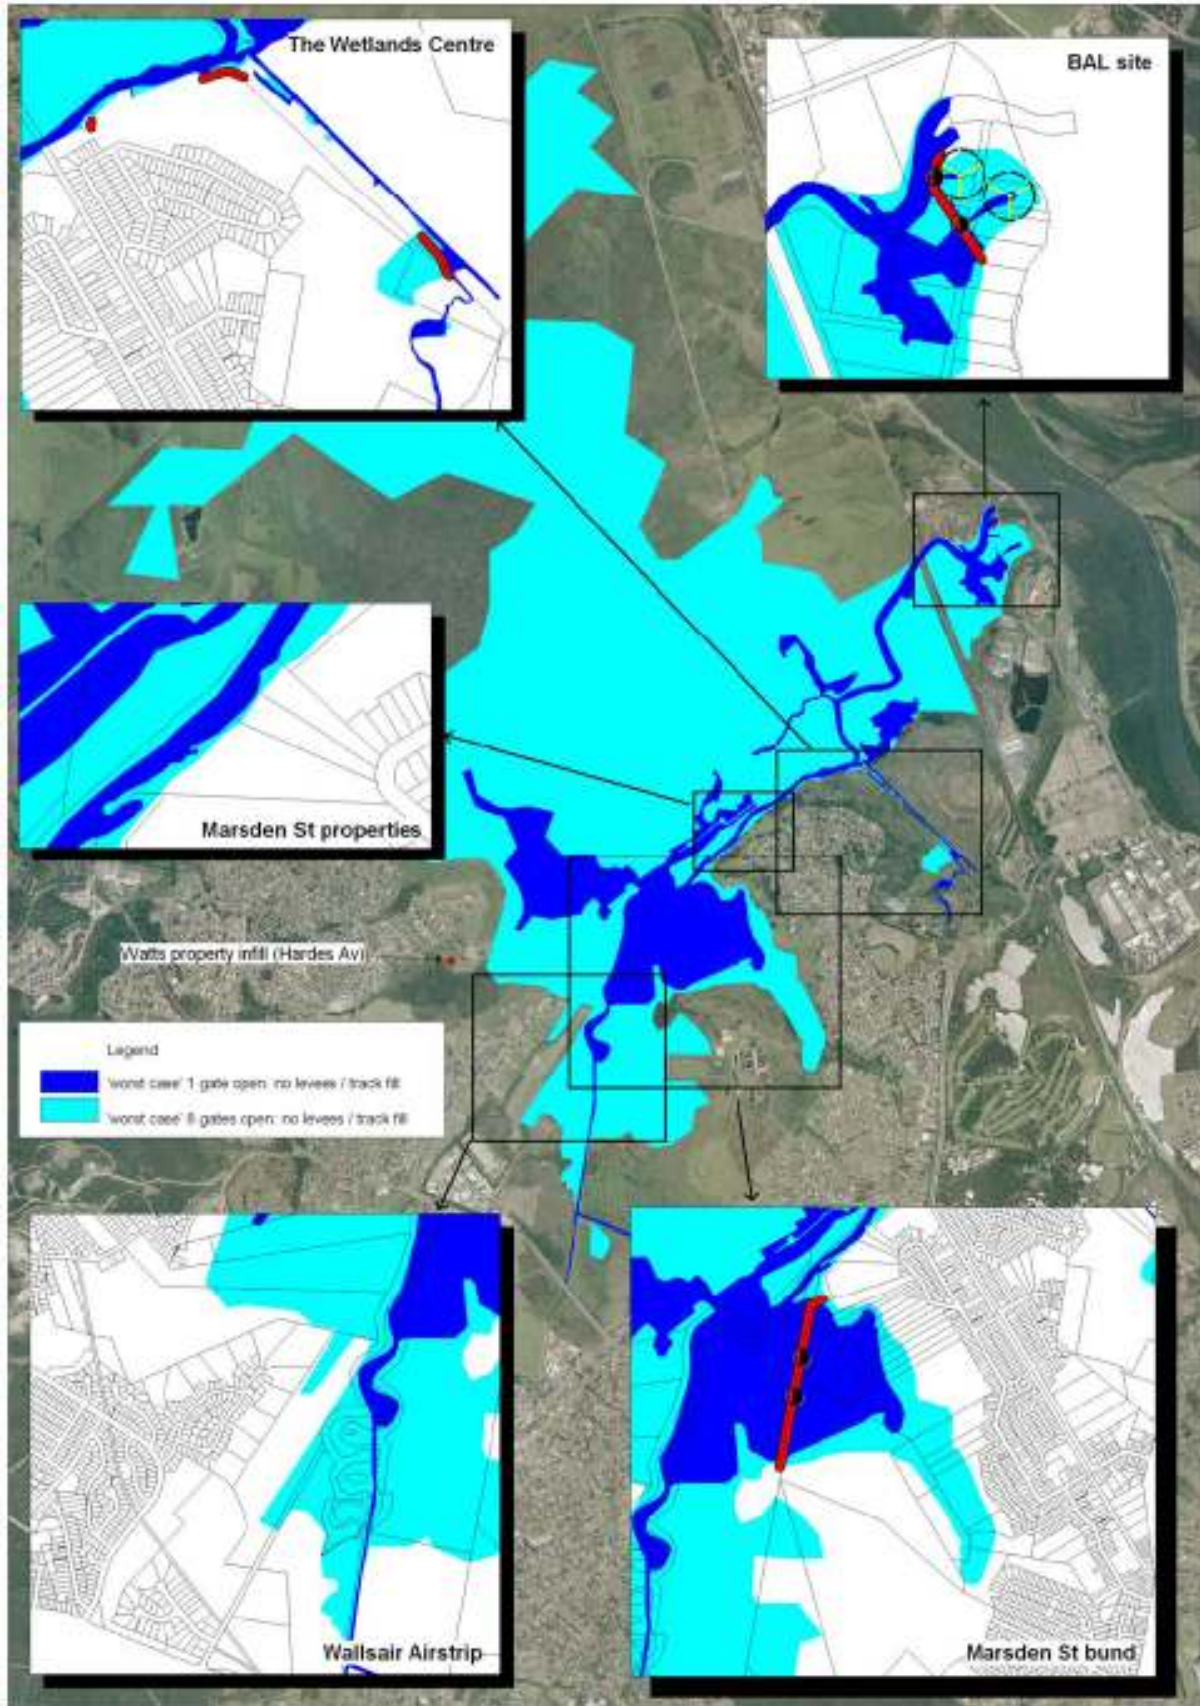 The Wetlands Centre
BAL site
Marsden St properties
Watts property infill (Hardes Av)
Legend
'worst case' 1 gate open: no levees / track fill
'worst case' 8 gates open: no levees / track fill
Wallsair Airstrip
Marsden St bund